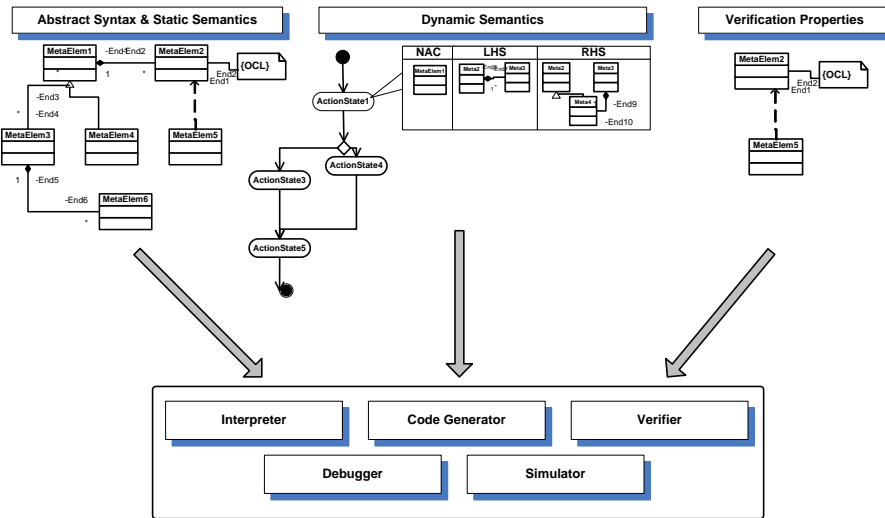 Abstract Syntax & Static Semantics
Dynamic Semantics
Verification Properties
MetaElem1
-End1
-End2
MetaElem2
{OCL}
*
1
*
End2
End1
-End3
*
-End4
MetaElem3
MetaElem4
MetaElem5
1
-End5
-End6
MetaElem6
*
ActionState1
ActionState4
ActionState3
ActionState5
NAC
LHS
RHS
MetaElem1
Meta2
Meta3
1
*
Meta2
Meta3
Meta4
-End9
-End10
MetaElem2
End2
End1
{OCL}
MetaElem5
Interpreter
Code Generator
Verifier
Debugger
Simulator